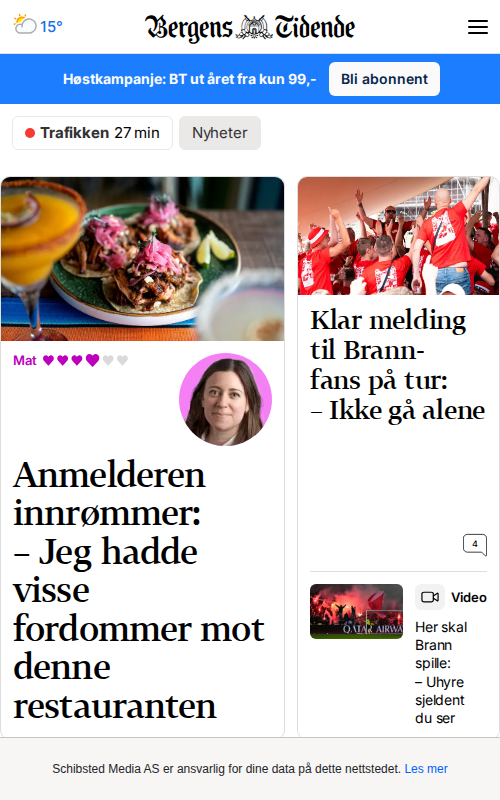 15°
Bergens Tidende
Høstkampanje: BT ut året fra kun 99,-
Bli abonnent
Trafikken 27 min
Nyheter
Mat
Anmelderen
innrømmer:
– Jeg hadde
visse
fordommer mot
denne
restauranten
Klar melding
til Brann-
fans på tur:
– Ikke gå alene
4
QATAR AIRWA
Video
Her skal
Brann
spille:
– Uhyre
sjeldent
du ser
Schibsted Media AS er ansvarlig for dine data på dette nettstedet. Les mer